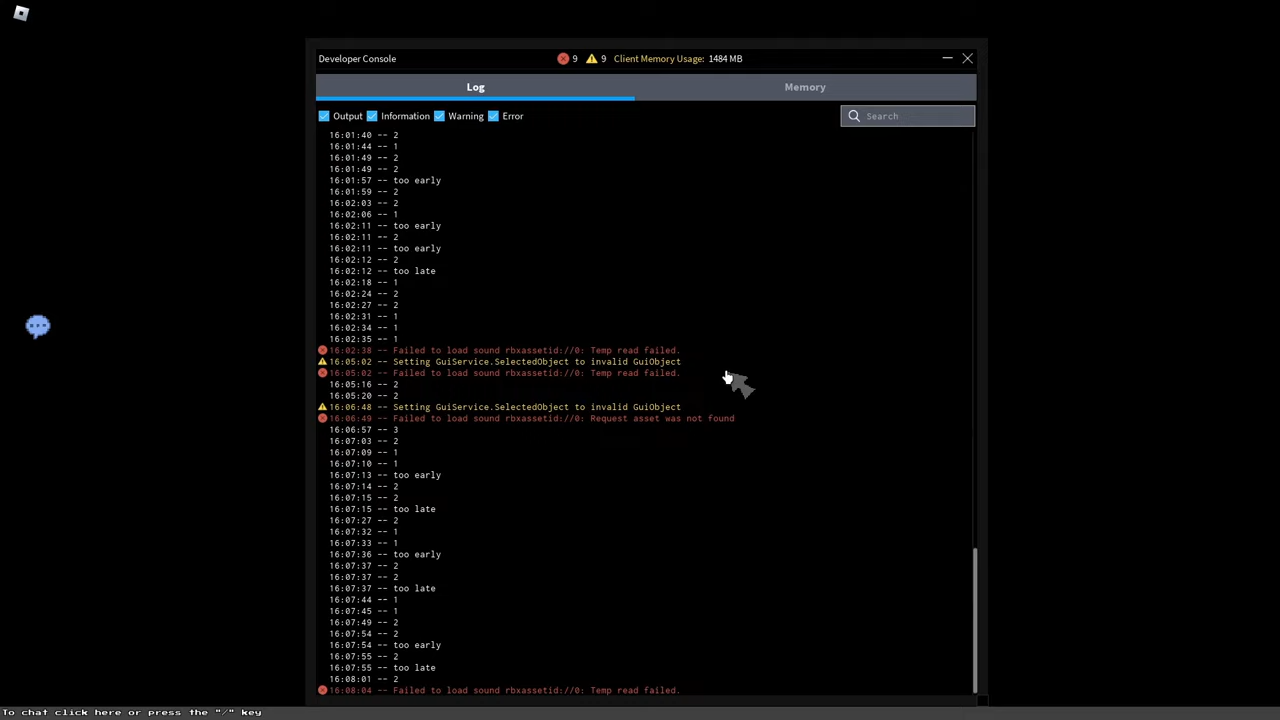 Developer Console 9 9 Client Memory Usage: 1484 MB
Log Memory
Output Information Warning Error Search
16:01:40 -- 2
16:01:44 -- 1
16:01:49 -- 2
16:01:49 -- 2
16:01:57 -- too early
16:01:59 -- 2
16:02:03 -- 2
16:02:06 -- 1
16:02:11 -- too early
16:02:11 -- 2
16:02:11 -- too early
16:02:12 -- 2
16:02:12 -- too late
16:02:18 -- 1
16:02:24 -- 2
16:02:27 -- 2
16:02:31 -- 1
16:02:34 -- 1
16:02:35 -- 1
16:02:38 -- Failed to load sound rbxassetid://0: Temp read failed.
16:05:02 -- Setting GuiService.SelectedObject to invalid GuiObject
16:05:02 -- Failed to load sound rbxassetid://0: Temp read failed.
16:05:16 -- 2
16:05:20 -- 2
16:06:48 -- Setting GuiService.SelectedObject to invalid GuiObject
16:06:49 -- Failed to load sound rbxassetid://0: Request asset was not found
16:06:57 -- 3
16:07:03 -- 2
16:07:09 -- 1
16:07:10 -- 1
16:07:13 -- too early
16:07:14 -- 2
16:07:15 -- 2
16:07:15 -- too late
16:07:27 -- 2
16:07:32 -- 1
16:07:33 -- 1
16:07:36 -- too early
16:07:37 -- 2
16:07:37 -- 2
16:07:37 -- too late
16:07:44 -- 1
16:07:45 -- 1
16:07:49 -- 2
16:07:54 -- 2
16:07:54 -- too early
16:07:55 -- 2
16:07:55 -- too late
16:08:01 -- 2
16:08:04 -- Failed to load sound rbxassetid://0: Temp read failed.
To chat click here or press the "/" key